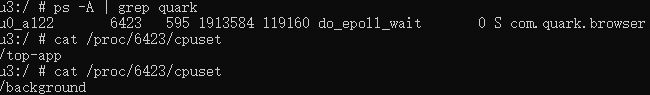 u3:/ # ps -A | grep quark
u0_a122 6423 595 1913584 119160 do_epoll_wait 0 S com.quark.browser
u3:/ # cat /proc/6423/cpuset
/top-app
u3:/ # cat /proc/6423/cpuset
/background